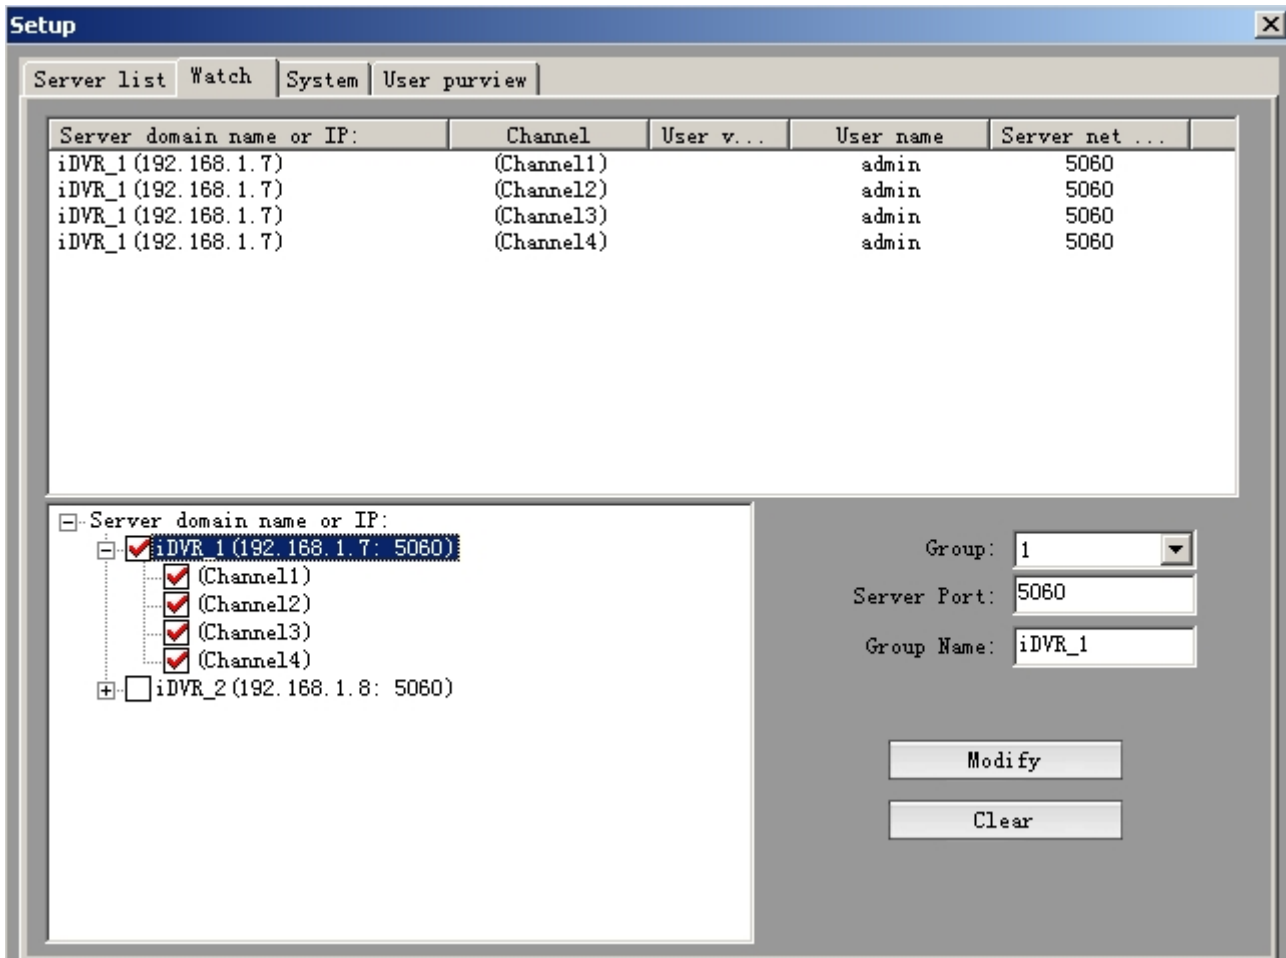 Setup
Server list Watch System User purview
Server domain name or IP: Channel User v... User name Server net ...
iDVR_1(192.168.1.7) (Channel1) admin 5060
iDVR_1(192.168.1.7) (Channel2) admin 5060
iDVR_1(192.168.1.7) (Channel3) admin 5060
iDVR_1(192.168.1.7) (Channel4) admin 5060
Server domain name or IP:
iDVR_1(192.168.1.7: 5060)
(Channel1)
(Channel2)
(Channel3)
(Channel4)
iDVR_2(192.168.1.8: 5060)
Group: 1
Server Port: 5060
Group Name: iDVR_1
Modify
Clear